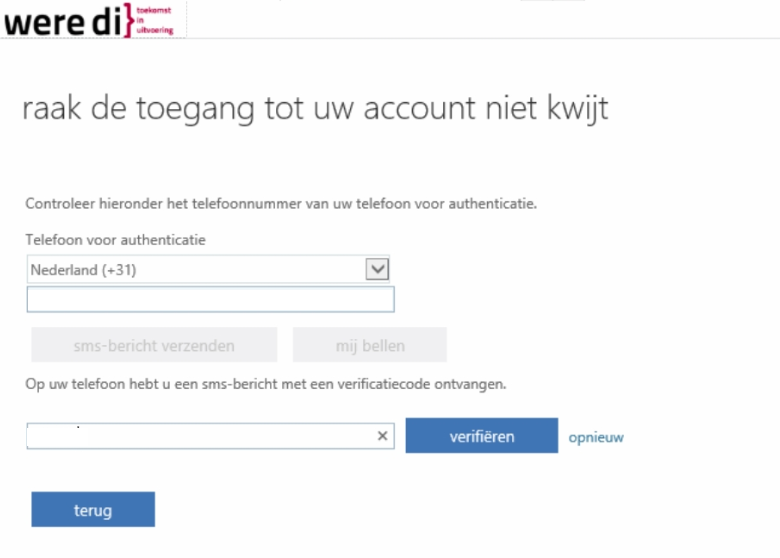 were di} toekomst
in
uitvoering
raak de toegang tot uw account niet kwijt
Controleer hieronder het telefoonnummer van uw telefoon voor authenticatie.
Telefoon voor authenticatie
Nederland (+31)
sms-bericht verzenden mij bellen
Op uw telefoon hebt u een sms-bericht met een verificatiecode ontvangen.
verifiëren opnieuw
terug